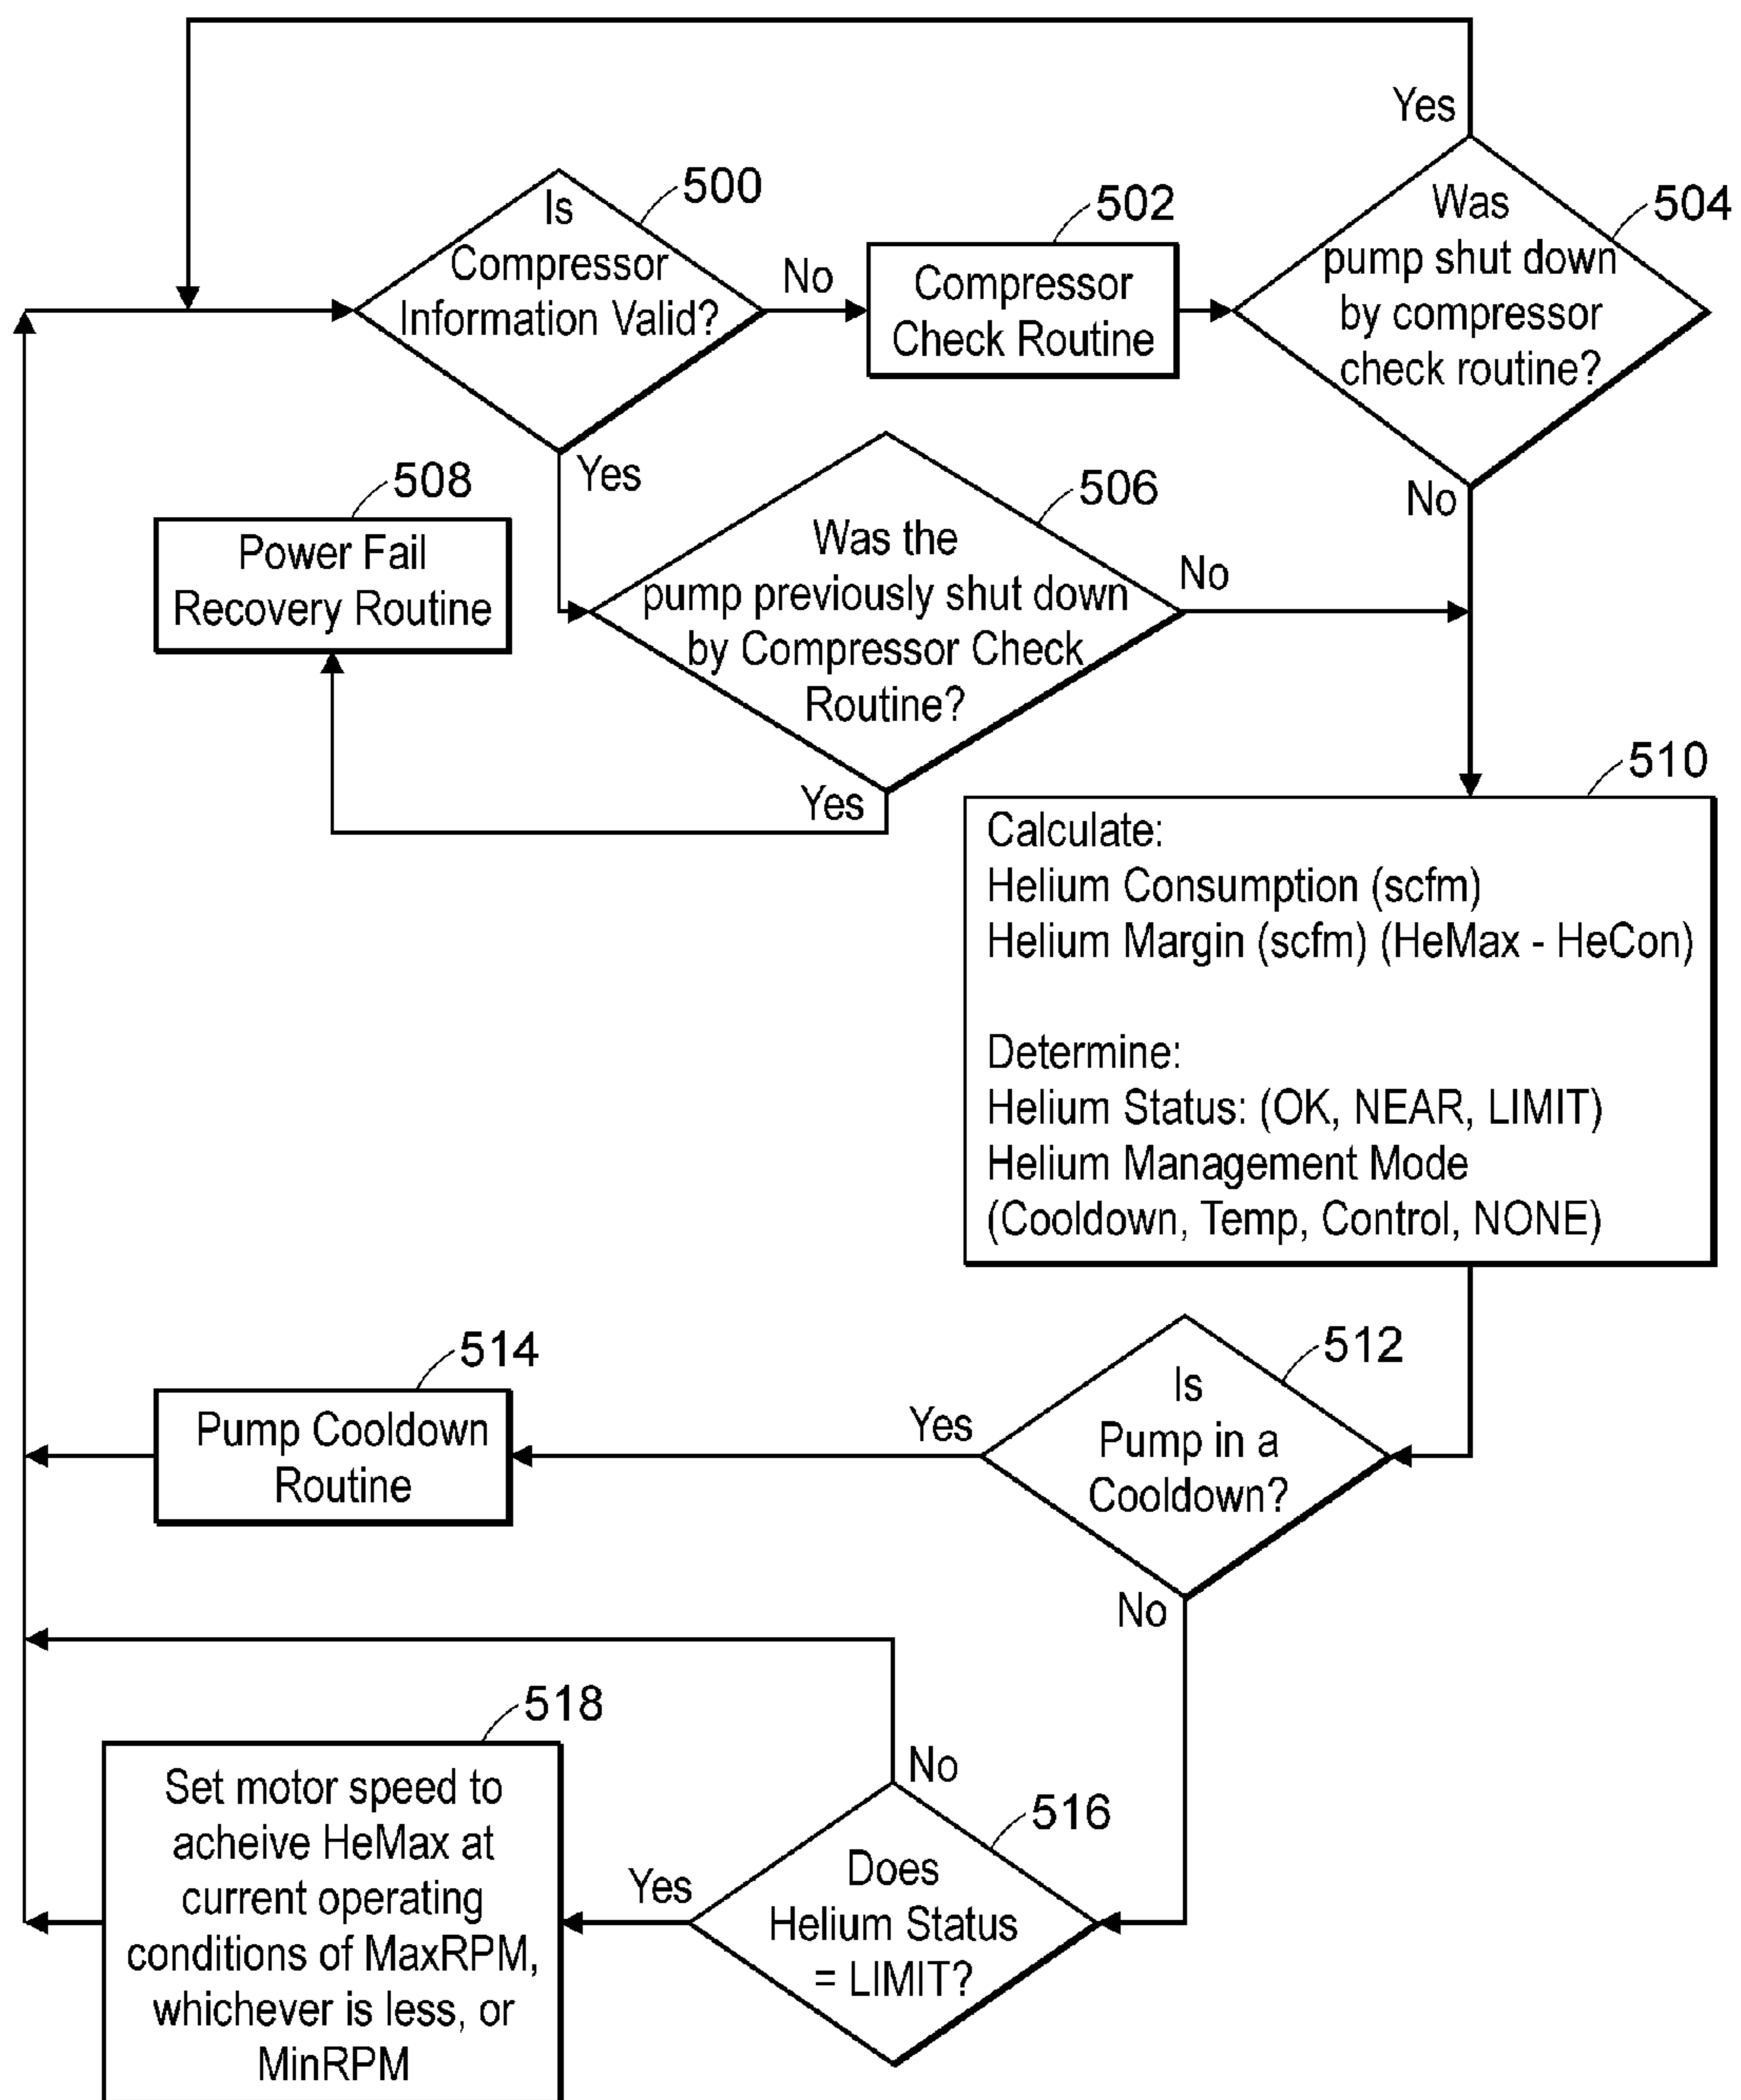 Yes
500
Is
Compressor
Information Valid?
No
502
Compressor
Check Routine
504
Was
pump shut down
by compressor
check routine?
Yes
No
508
Power Fail
Recovery Routine
506
Was the
pump previously shut down
by Compressor Check
Routine?
No
Yes
510
Calculate:
Helium Consumption (scfm)
Helium Margin (scfm) (HeMax - HeCon)
Determine:
Helium Status: (OK, NEAR, LIMIT)
Helium Management Mode
(Cooldown, Temp, Control, NONE)
512
Is
Pump in a
Cooldown?
Yes
514
Pump Cooldown
Routine
No
518
Set motor speed to
acheive HeMax at
current operating
conditions of MaxRPM,
whichever is less, or
MinRPM
No
516
Does
Helium Status
= LIMIT?
Yes